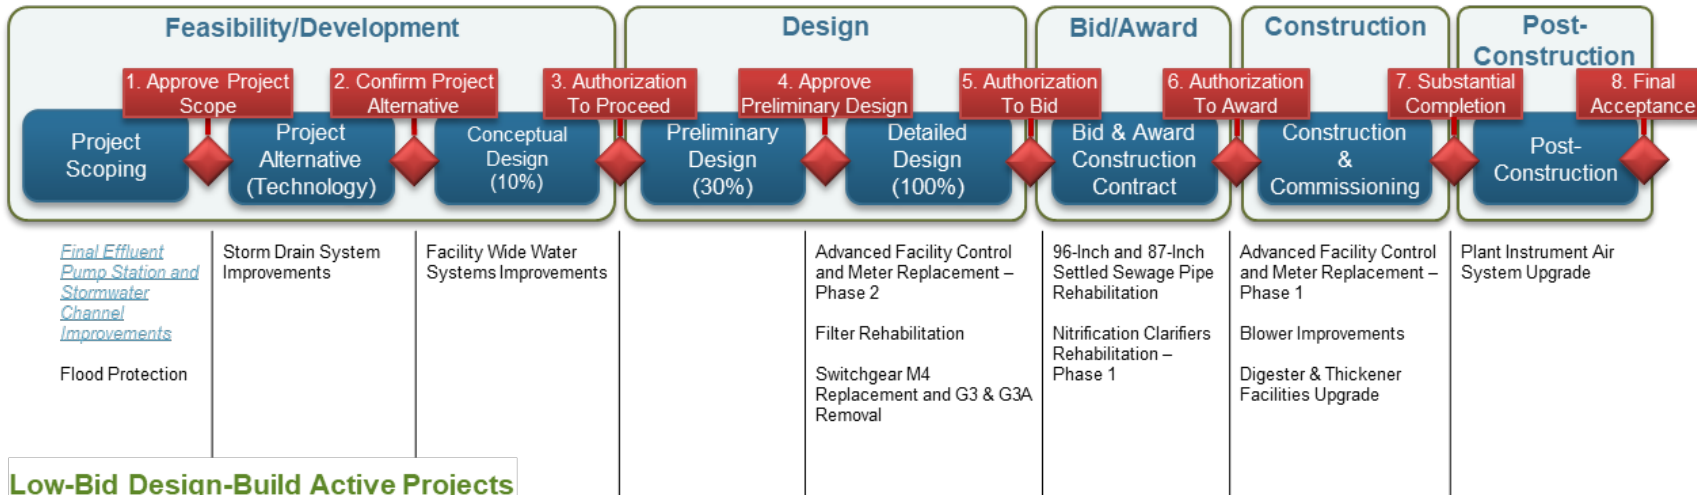 Feasibility/Development
Design
Bid/Award
Construction
Post-
Construction
1. Approve Project
Scope
2. Confirm Project
Alternative
3. Authorization
To Proceed
4. Approve
Preliminary Design
5. Authorization
To Bid
6. Authorization
To Award
7. Substantial
Completion
8. Final
Acceptance
Project
Scoping
Project
Alternative
(Technology)
Conceptual
Design
(10%)
Preliminary
Design
(30%)
Detailed
Design
(100%)
Bid & Award
Construction
Contract
Construction
&
Commissioning
Post-
Construction
Final Effluent
Pump Station and
Stormwater
Channel
Improvements
Flood Protection
Storm Drain System
Improvements
Facility Wide Water
Systems Improvements
Advanced Facility Control
and Meter Replacement –
Phase 2
Filter Rehabilitation
Switchgear M4
Replacement and G3 & G3A
Removal
96-Inch and 87-Inch
Settled Sewage Pipe
Rehabilitation
Nitrification Clarifiers
Rehabilitation –
Phase 1
Advanced Facility Control
and Meter Replacement –
Phase 1
Blower Improvements
Digester & Thickener
Facilities Upgrade
Plant Instrument Air
System Upgrade
Low-Bid Design-Build Active Projects